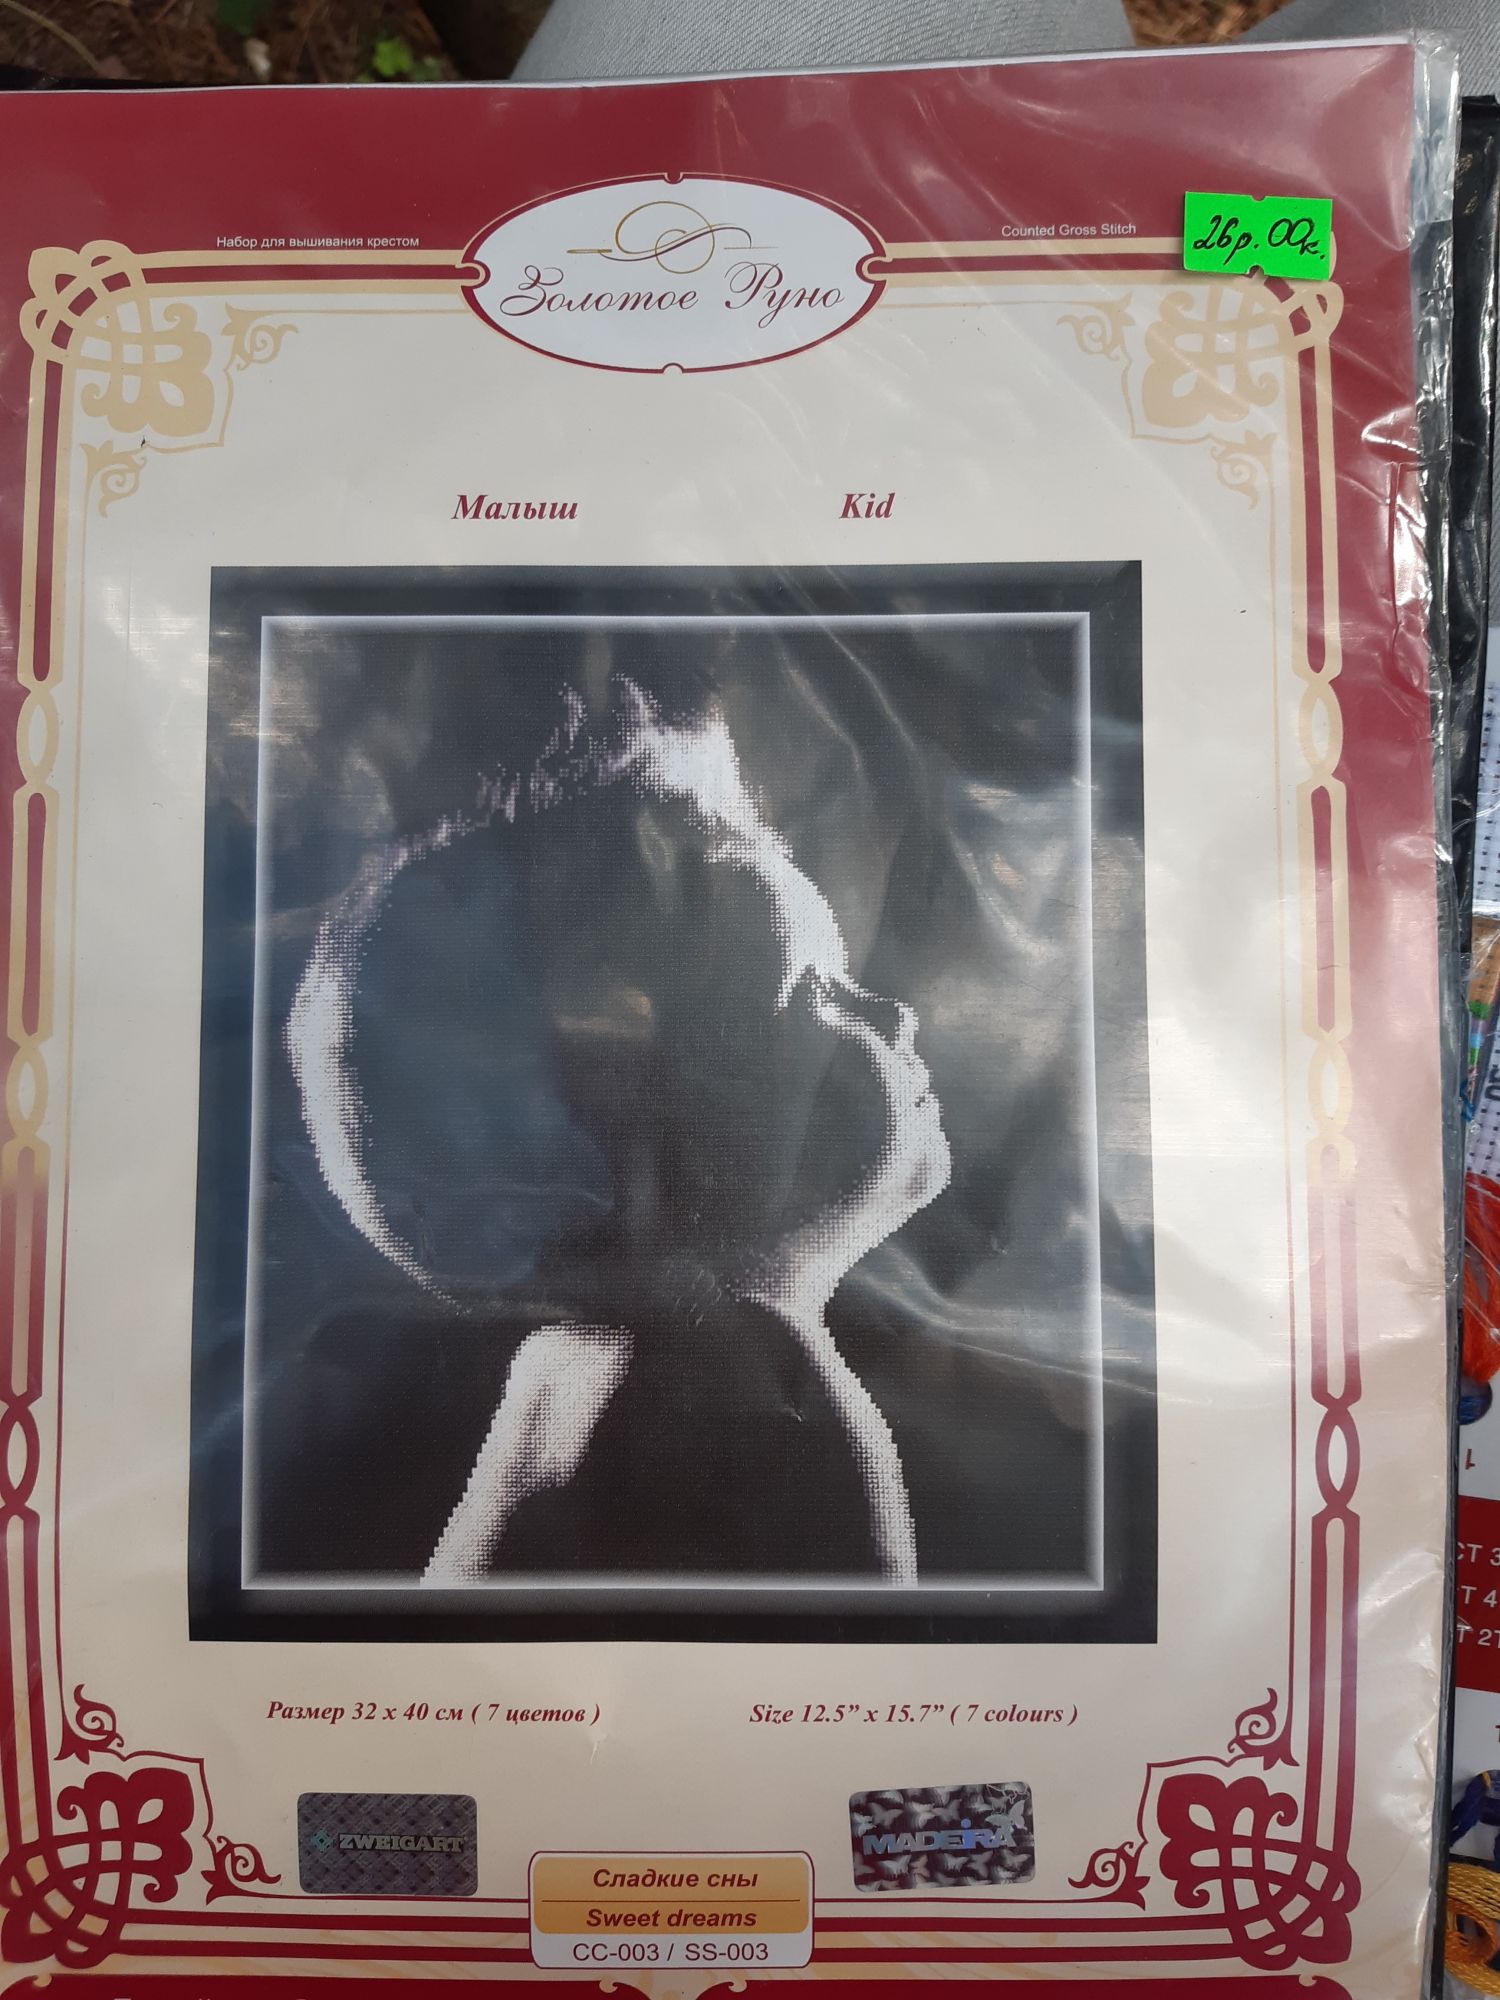 Набор для вышивания крестом
Counted Gross Stitch
26р.00к.
Золотое Руно
Малыш
Kid
Размер 32 x 40 см ( 7 цветов )
Size 12.5” x 15.7” ( 7 colours )
ZWEIGART
MADEIRA
Сладкие сны
Sweet dreams
СС-003 / SS-003